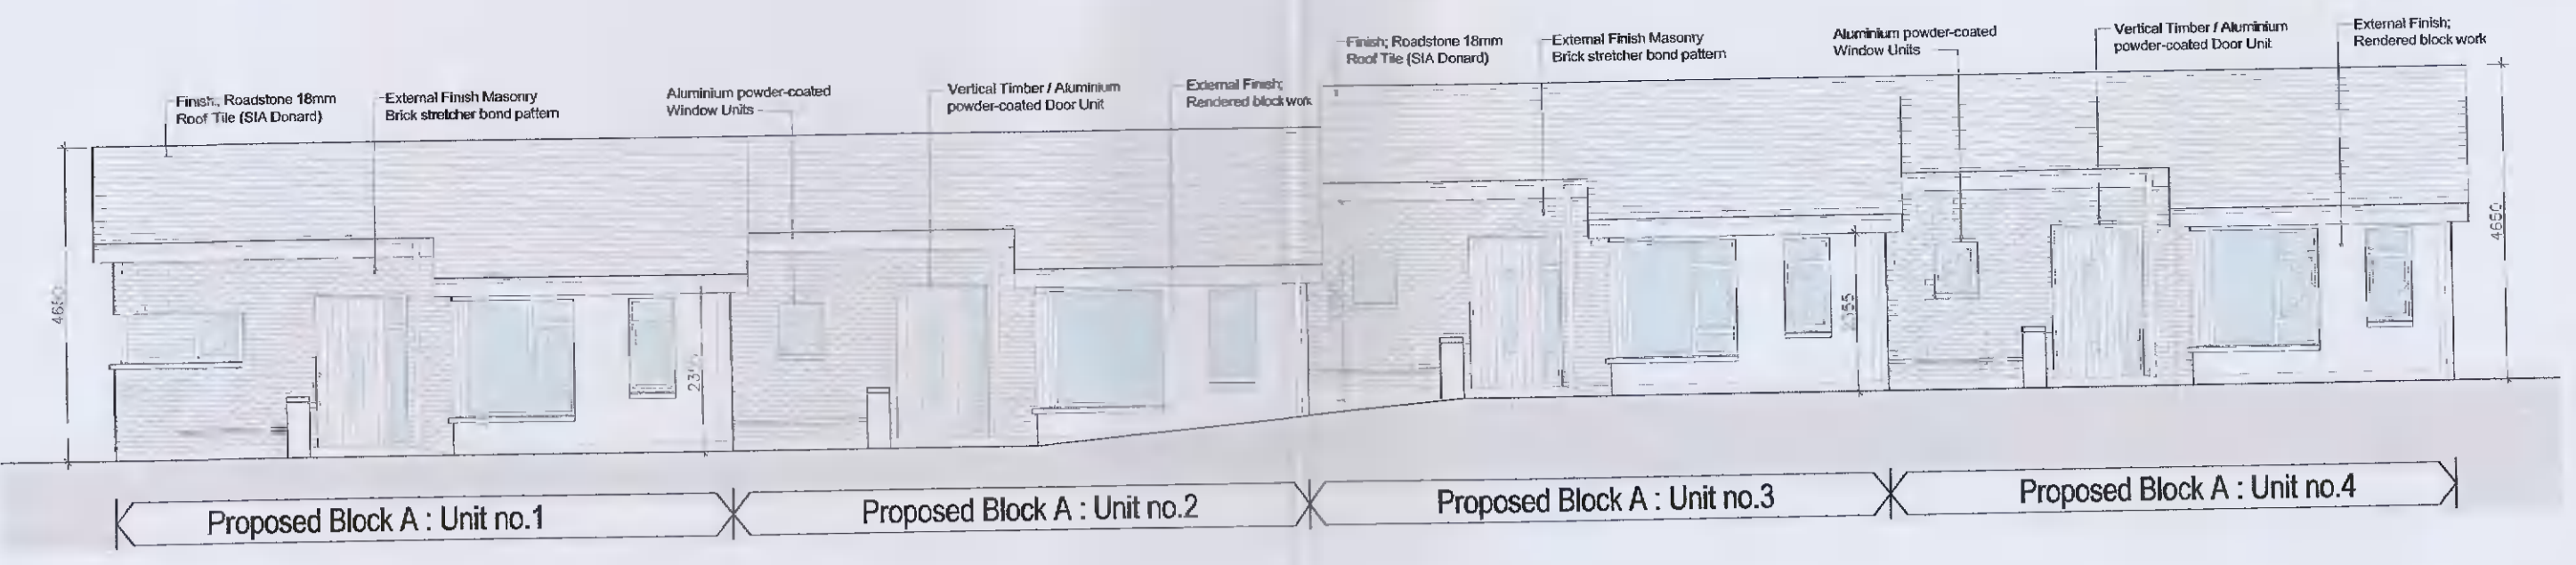 Finish; Roadstone 18mm
Roof Tile (SIA Donard)
External Finish Masonry
Brick stretcher bond pattern
Aluminium powder-coated
Window Units
Vertical Timber / Aluminium
powder-coated Door Unit
External Finish;
Rendered block work
Finish; Roadstone 18mm
Roof Tile (SIA Donard)
External Finish Masonry
Brick stretcher bond pattern
Aluminium powder-coated
Window Units
Vertical Timber / Aluminium
powder-coated Door Unit
External Finish;
Rendered block work
4660
Proposed Block A : Unit no.1
Proposed Block A : Unit no.2
Proposed Block A : Unit no.3
Proposed Block A : Unit no.4